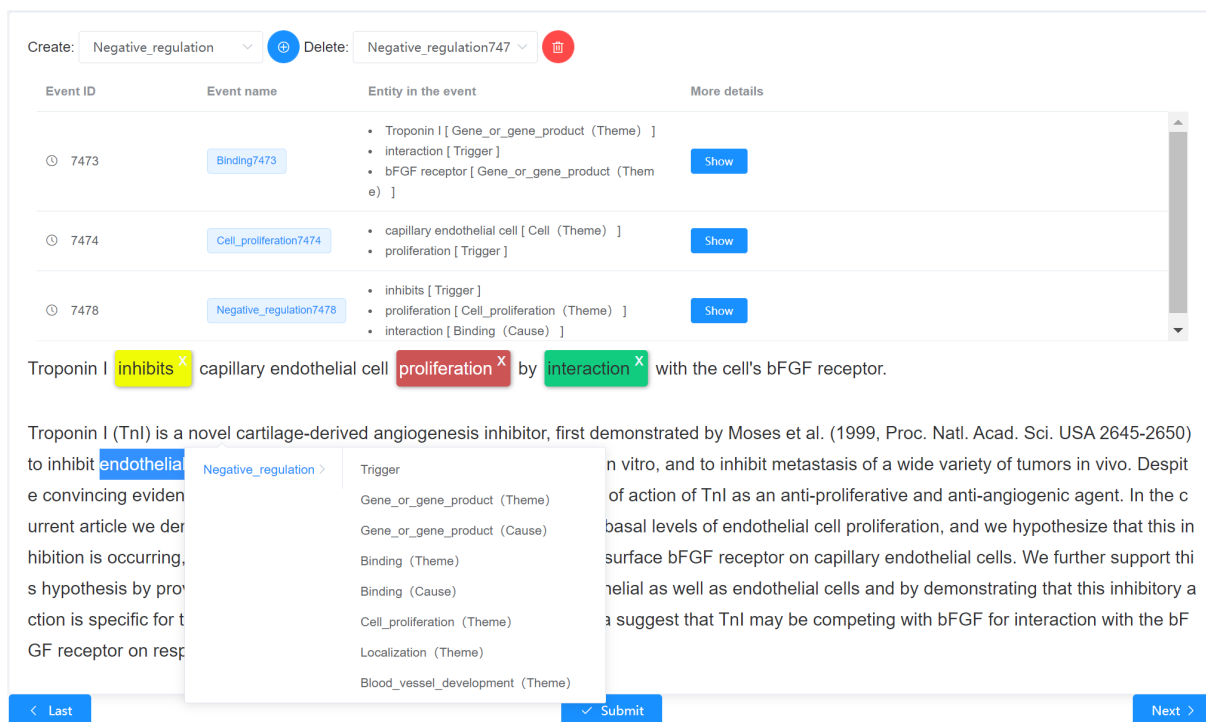 Create: Negative_regulation Delete: Negative_regulation747
Event ID Event name Entity in the event More details
7473 Binding7473 • Troponin I [ Gene_or_gene_product（Theme） ]
• interaction [ Trigger ]
• bFGF receptor [ Gene_or_gene_product（Them
e） ]
Show
7474 Cell_proliferation7474 • capillary endothelial cell [ Cell（Theme） ]
• proliferation [ Trigger ]
Show
7478 Negative_regulation7478 • inhibits [ Trigger ]
• proliferation [ Cell_proliferation（Theme） ]
• interaction [ Binding（Cause） ]
Show
Troponin I inhibits X capillary endothelial cell proliferation X by interaction X with the cell's bFGF receptor.
Troponin I (TnI) is a novel cartilage-derived angiogenesis inhibitor, first demonstrated by Moses et al. (1999, Proc. Natl. Acad. Sci. USA 2645-2650)
to inhibit endothelial n vitro, and to inhibit metastasis of a wide variety of tumors in vivo. Despit
e convincing eviden of action of TnI as an anti-proliferative and anti-angiogenic agent. In the c
urrent article we der basal levels of endothelial cell proliferation, and we hypothesize that this in
hibition is occurring, surface bFGF receptor on capillary endothelial cells. We further support thi
s hypothesis by prov helial as well as endothelial cells and by demonstrating that this inhibitory a
ction is specific for t a suggest that TnI may be competing with bFGF for interaction with the bF
GF receptor on resp
Negative_regulation >
Trigger
Gene_or_gene_product（Theme）
Gene_or_gene_product（Cause）
Binding（Theme）
Binding（Cause）
Cell_proliferation（Theme）
Localization（Theme）
Blood_vessel_development（Theme）
< Last Submit Next >